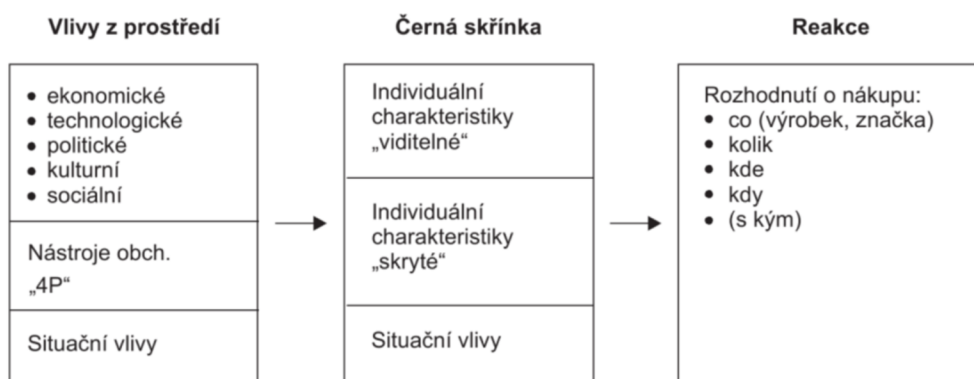 Vlivy z prostředí
• ekonomické
• technologické
• politické
• kulturní
• sociální
Nástroje obch.
„4P“
Situační vlivy
Černá skřínka
Individuální
charakteristiky
„viditelné“
Individuální
charakteristiky
„skryté“
Situační vlivy
Reakce
Rozhodnutí o nákupu:
• co (výrobek, značka)
• kolik
• kde
• kdy
• (s kým)